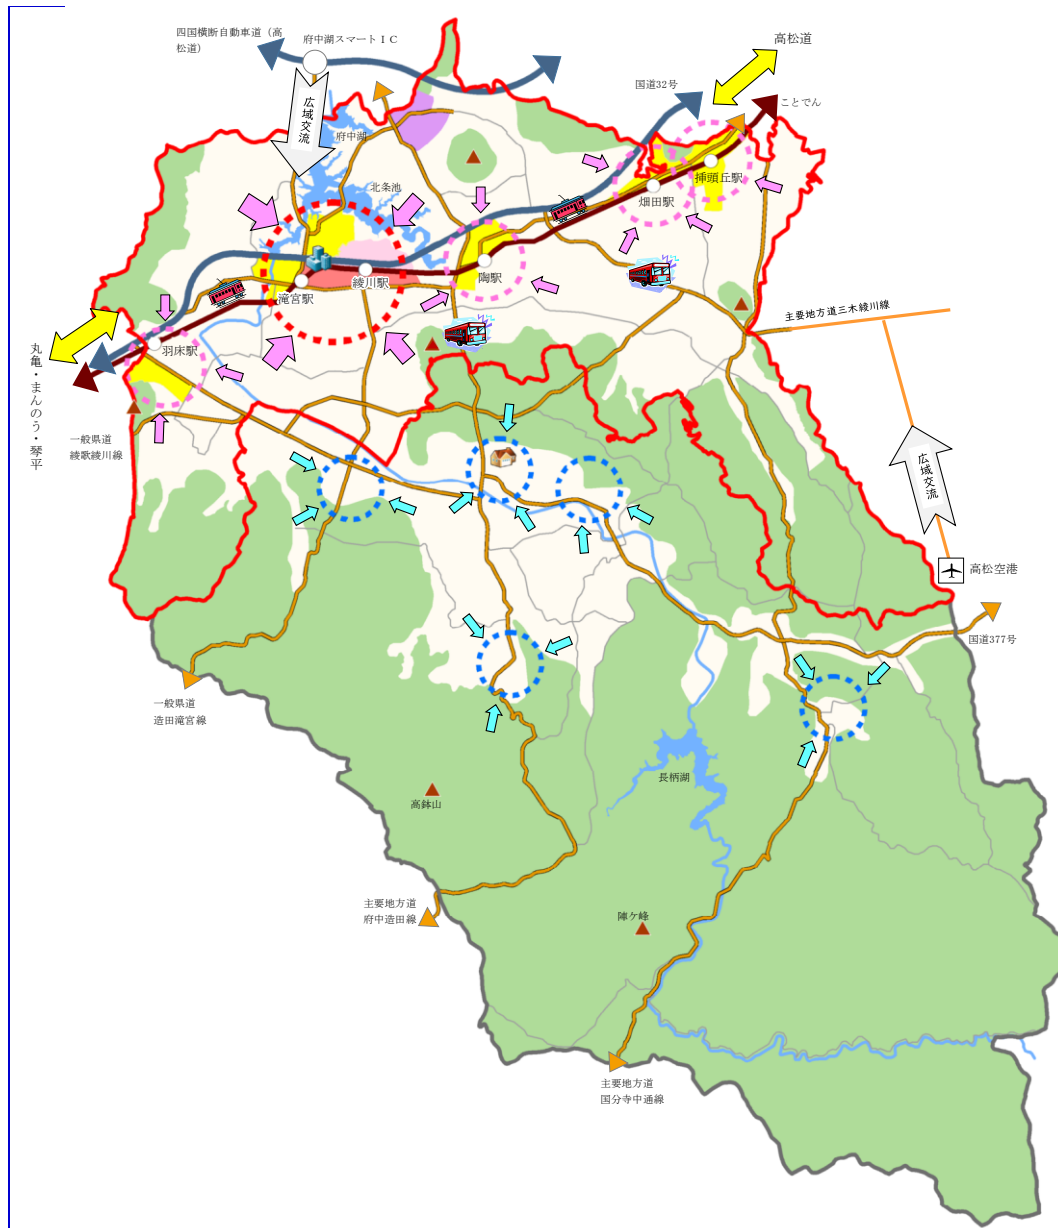 四国横断自動車道（高
松道）
府中湖スマートＩＣ
高松道
国道32号
ことでん
広域交流
府中湖
北条池
挿頭丘駅
畑田駅
陶駅
綾川駅
滝宮駅
羽床駅
主要地方道三木綾川線
丸亀・まんのう・琴平
一般県道
綾歌綾川線
広域交流
高松空港
国道377号
一般県道
造田滝宮線
長柄湖
高鉢山
主要地方道
府中造田線
陣ケ峰
主要地方道
国分寺中通線